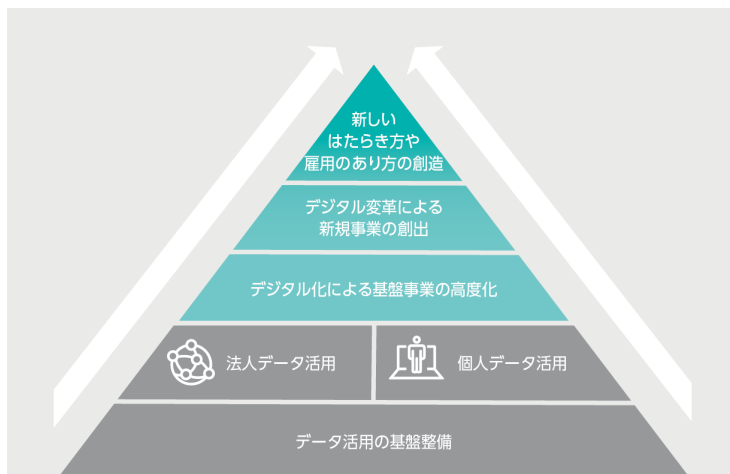 新しい
はたらき方や
雇用のあり方の創造
デジタル変革による
新規事業の創出
デジタル化による基盤事業の高度化
法人データ活用
個人データ活用
データ活用の基盤整備